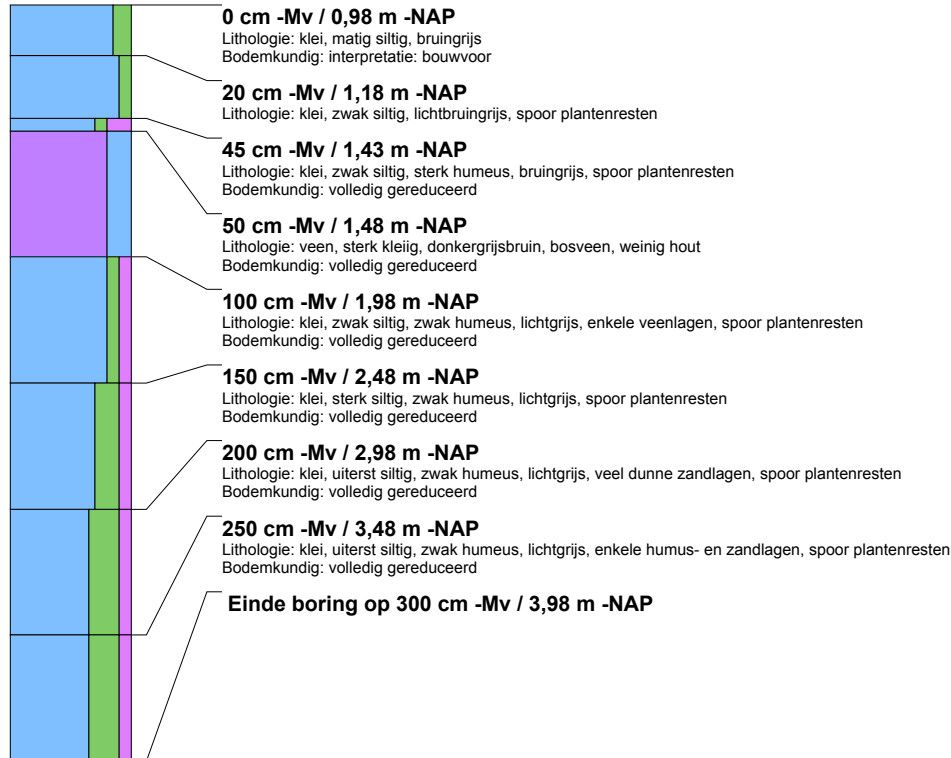 0 cm -Mv / 0,98 m -NAP
Lithologie: klei, matig siltig, bruingrijs
Bodemkundig: interpretatie: bouwvoor
20 cm -Mv / 1,18 m -NAP
Lithologie: klei, zwak siltig, lichtbruingrijs, spoor plantenresten
45 cm -Mv / 1,43 m -NAP
Lithologie: klei, zwak siltig, sterk humeus, bruingrijs, spoor plantenresten
Bodemkundig: volledig gereduceerd
50 cm -Mv / 1,48 m -NAP
Lithologie: veen, sterk kleiig, donkergrijsbruin, bosveen, weinig hout
Bodemkundig: volledig gereduceerd
100 cm -Mv / 1,98 m -NAP
Lithologie: klei, zwak siltig, zwak humeus, lichtgrijs, enkele veenlagen, spoor plantenresten
Bodemkundig: volledig gereduceerd
150 cm -Mv / 2,48 m -NAP
Lithologie: klei, sterk siltig, zwak humeus, lichtgrijs, spoor plantenresten
Bodemkundig: volledig gereduceerd
200 cm -Mv / 2,98 m -NAP
Lithologie: klei, uiterst siltig, zwak humeus, lichtgrijs, veel dunne zandlagen, spoor plantenresten
Bodemkundig: volledig gereduceerd
250 cm -Mv / 3,48 m -NAP
Lithologie: klei, uiterst siltig, zwak humeus, lichtgrijs, enkele humus- en zandlagen, spoor plantenresten
Bodemkundig: volledig gereduceerd
Einde boring op 300 cm -Mv / 3,98 m -NAP